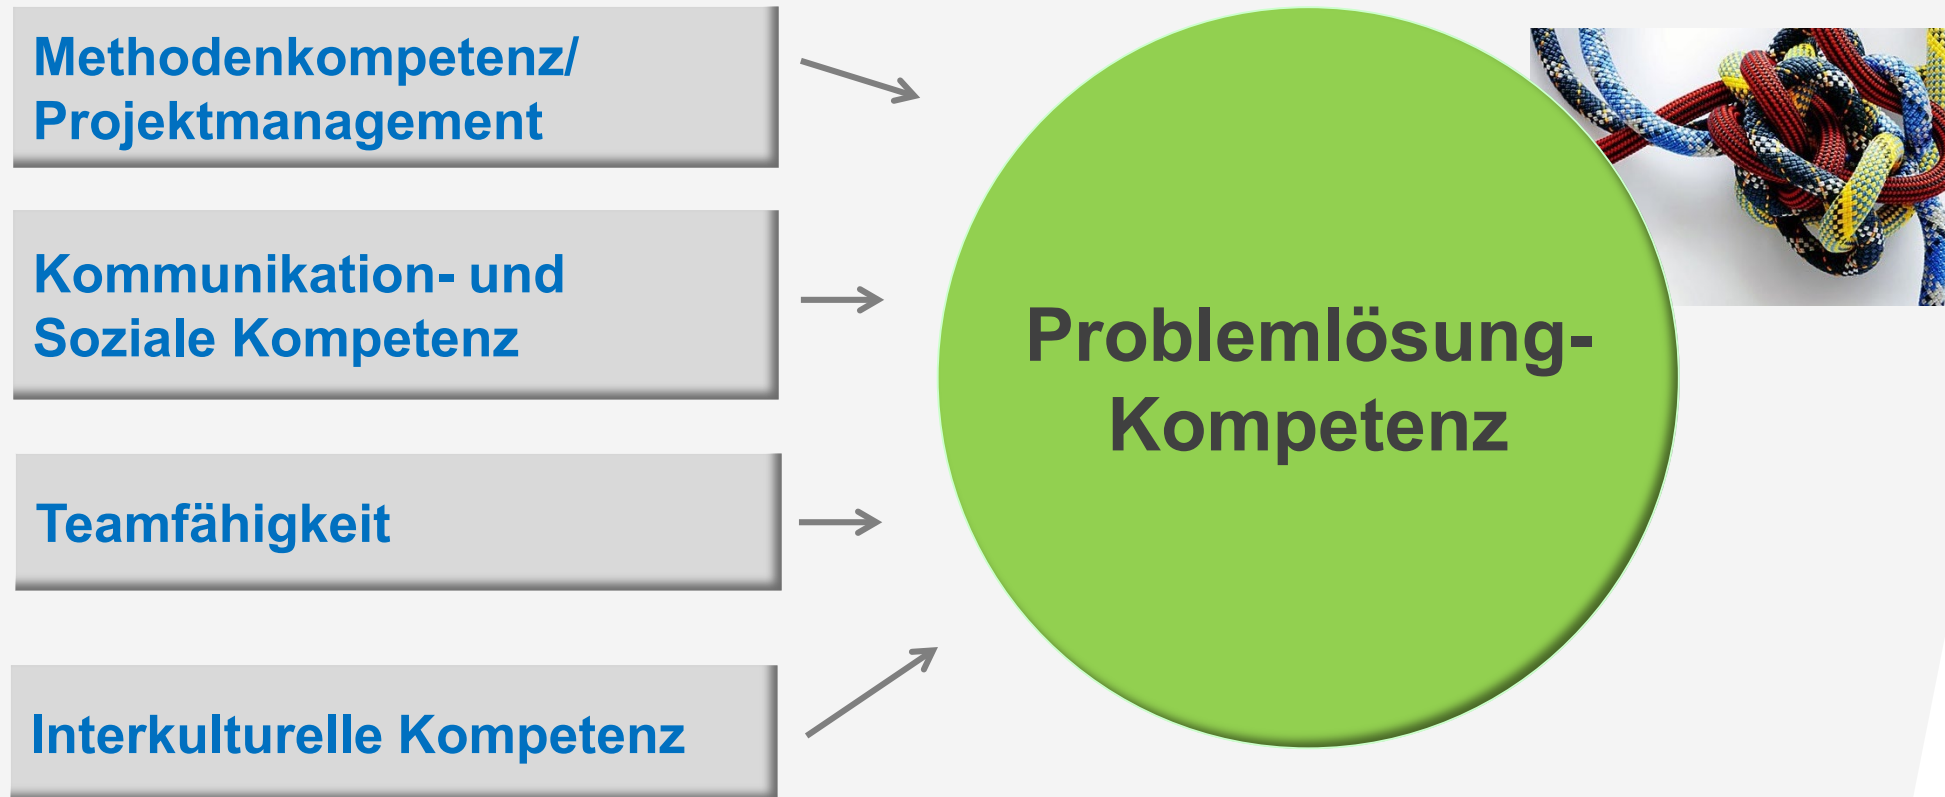 Methodenkompetenz/
Projektmanagement
Kommunikation- und
Soziale Kompetenz
Teamfähigkeit
Interkulturelle Kompetenz
Problemlösung-
Kompetenz